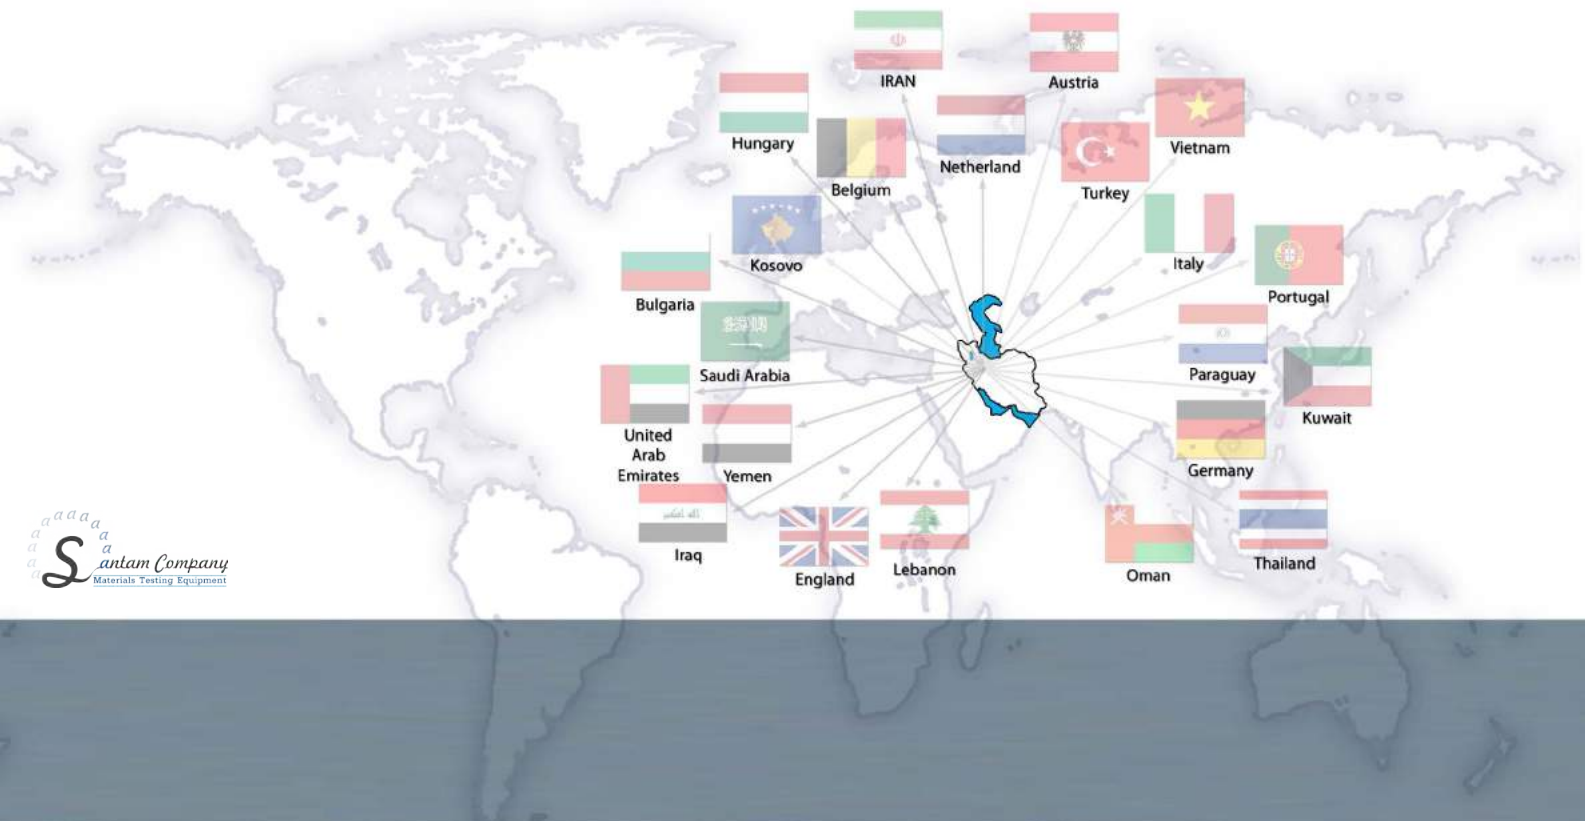 IRAN
Austria
Hungary
Belgium
Netherland
Turkey
Vietnam
Kosovo
Italy
Bulgaria
Portugal
Saudi Arabia
Paraguay
Kuwait
United
Arab
Emirates
Yemen
Germany
Iraq
England
Lebanon
Oman
Thailand
a a a a a a a a a a
Santam Company
Materials Testing Equipment